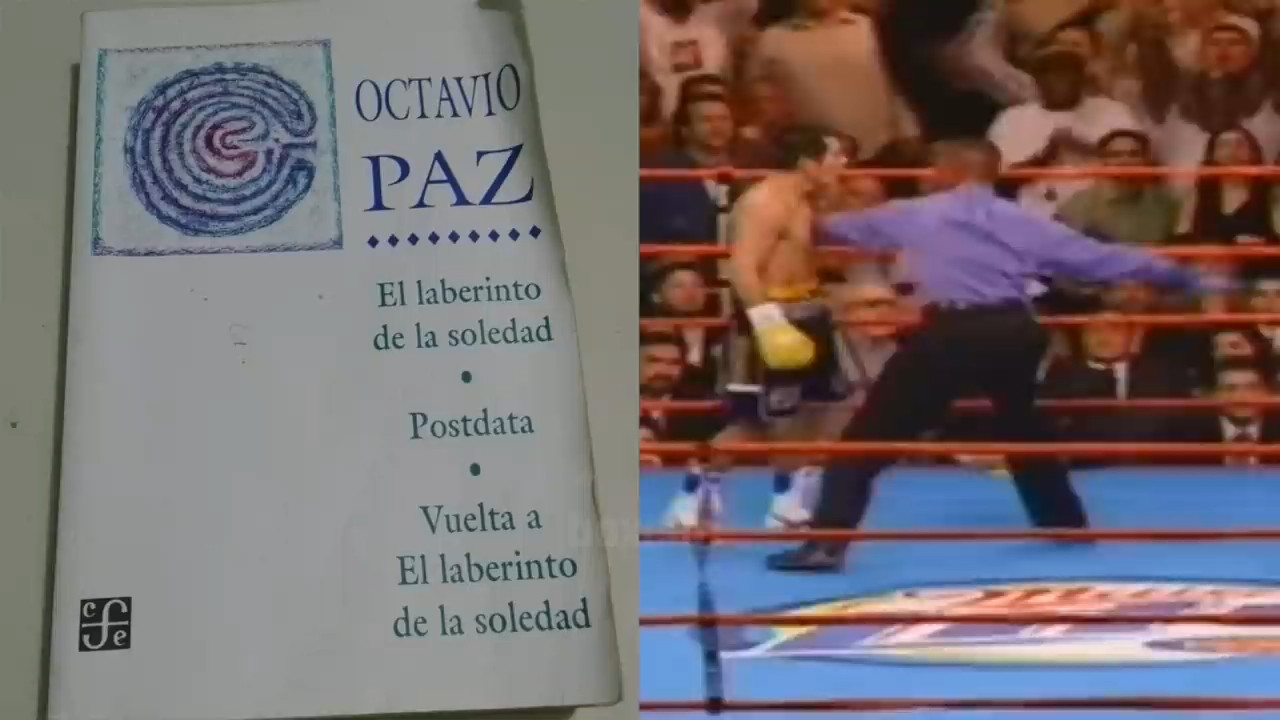 OCTAVIO
PAZ
El laberinto
de la soledad
•
Postdata
•
Vuelta a
El laberinto
de la soledad
cfe